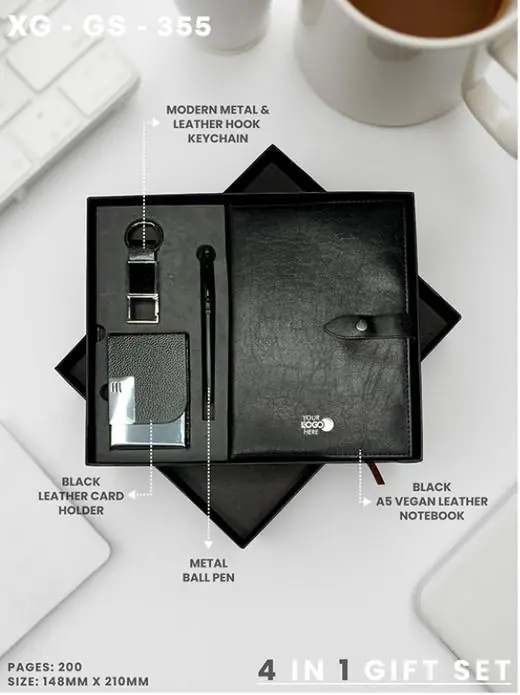 XG - GS - 355
MODERN METAL &
LEATHER HOOK
KEYCHAIN
YOUR
LOGO
HERE
BLACK
LEATHER CARD
HOLDER
BLACK
A5 VEGAN LEATHER
NOTEBOOK
METAL
BALL PEN
PAGES: 200
SIZE: 148MM X 210MM
4 IN 1 GIFT SET